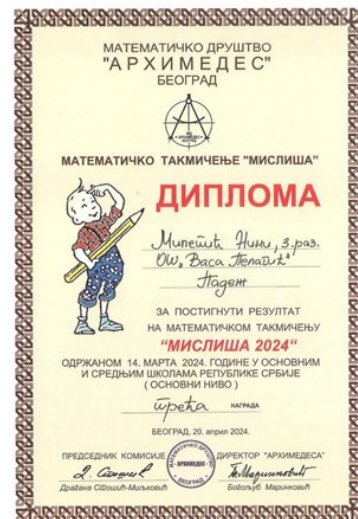 МАТЕМАТИЧКО ДРУШТВО
"АРХИМЕДЕС"
БЕОГРАД
МАТЕМАТИЧКО ТАКМИЧЕЊЕ "МИСЛИША"
ДИПЛОМА
Нини, 3. раз.
ОШ „Васа Пелагић“
Падеж
ЗА ПОСТИГНУТИ РЕЗУЛТАТ
НА МАТЕМАТИЧКОМ ТАКМИЧЕЊУ
“МИСЛИША 2024“
ОДРЖАНОМ 14. МАРТА 2024. ГОДИНЕ У ОСНОВНИМ
И СРЕДЊИМ ШКОЛАМА РЕПУБЛИКЕ СРБИЈЕ
( ОСНОВНИ НИВО )
трећа НАГРАДА
БЕОГРАД, 20. април 2024.
ПРЕДСЕДНИК КОМИСИЈЕ ДИРЕКТОР "АРХИМЕДЕСА"
АРХИМЕДЕС
Драгана Стошић-Миљковић Богољуб Маринковић